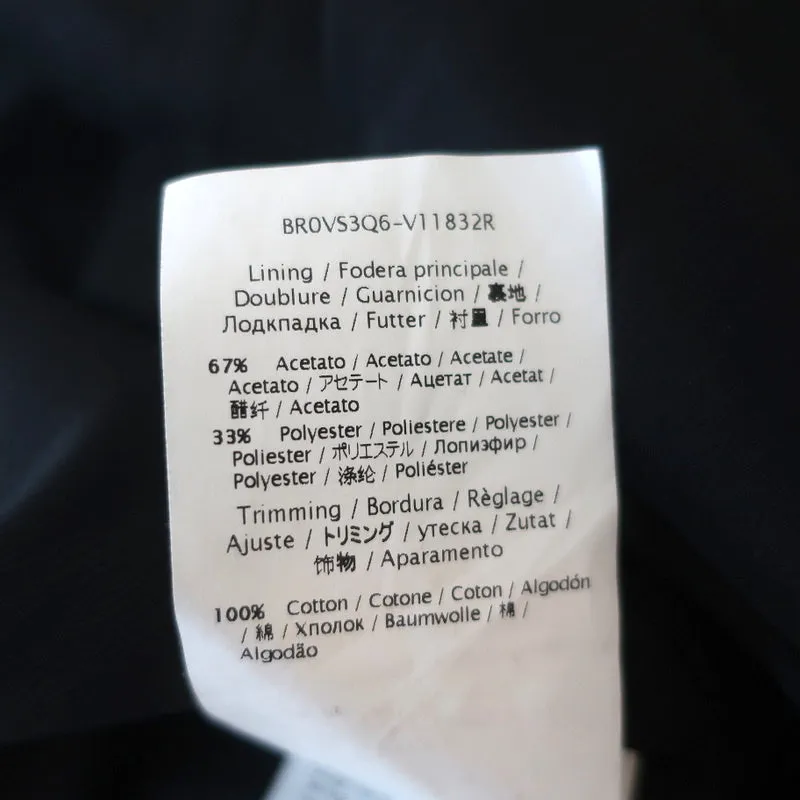 BR0VS3Q6-V11832R
Lining / Fodera principale /
Doublure / Guarnicion / 裏地 /
Лодкпадка / Futter / 衬里 / Forro
67% Acetato / Acetato / Acetate /
Acetato / アセテート / Ацетат / Acetat /
醋纤 / Acetato
33% Polyester / Poliestere / Polyester /
Poliester / ポリエステル / Лопиэфир /
Polyester / 涤纶 / Poliéster
Trimming / Bordura / Règlage /
Ajuste / トリミング / утеска / Zutat /
饰物 / Aparamento
100% Cotton / Cotone / Coton / Algodón
/ 綿 / Хполок / Baumwolle / 棉 /
Algodão